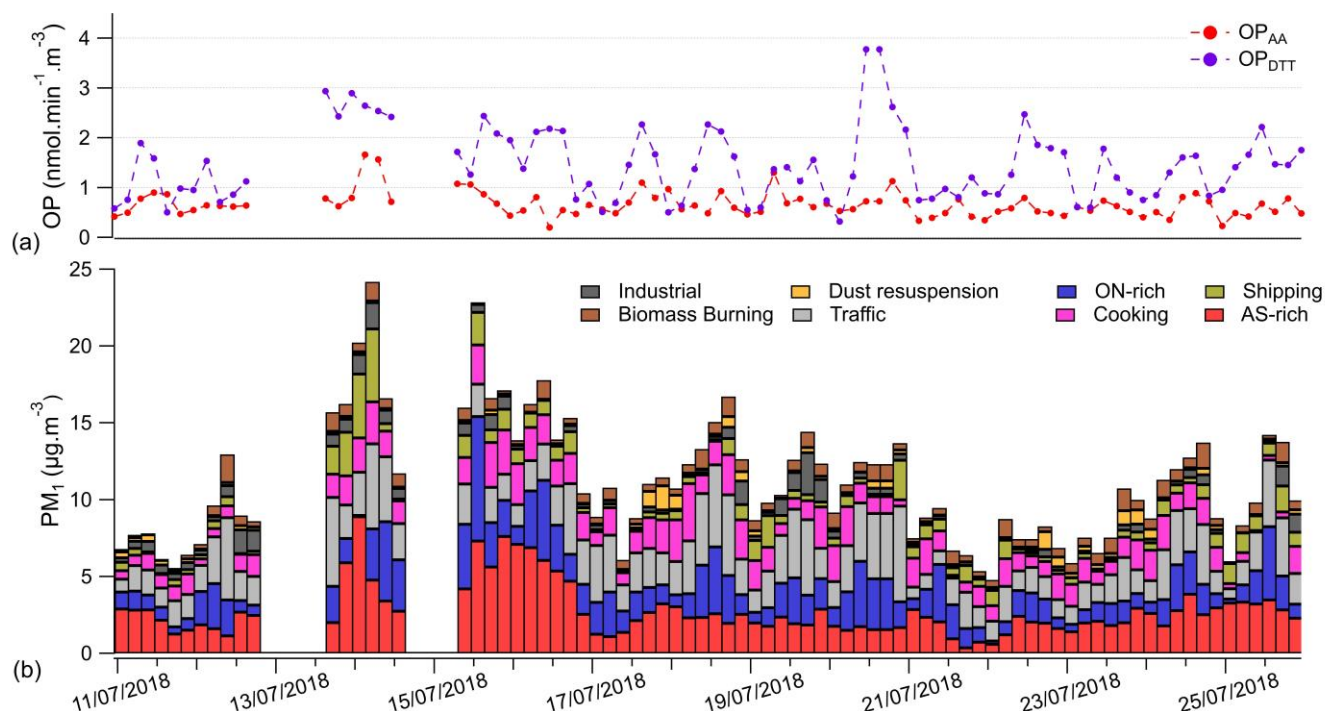 OP (nmol.min⁻¹.m⁻³)
4
3
2
1
0
OP_AA
OP_DTT
(a)
PM₁ (µg.m⁻³)
25
20
15
10
5
0
Industrial Dust resuspension ON-rich Shipping
Biomass Burning Traffic Cooking AS-rich
(b)
11/07/2018 13/07/2018 15/07/2018 17/07/2018 19/07/2018 21/07/2018 23/07/2018 25/07/2018